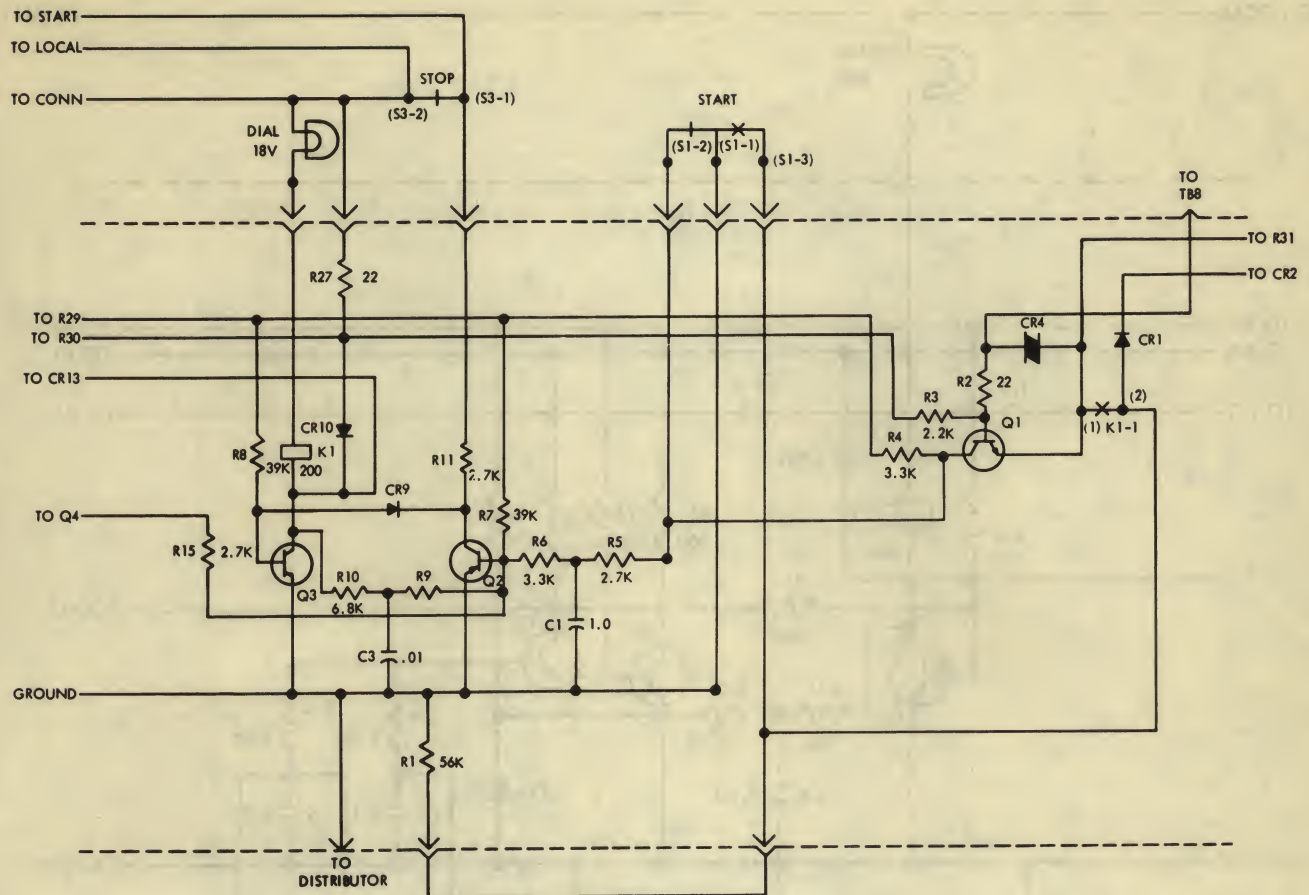 TO START
TO LOCAL
STOP
TO CONN
(S3-2)
(S3-1)
START
DIAL
18V
(S1-2)
(S1-1)
(S1-3)
TO
TB8
TO R31
R27
22
TO CR2
TO R29
CR4
TO R30
CR1
R2
22
TO CR13
R3
2.2K
Q1
(2)
(1) K1-1
CR10
K1
200
R8
39K
R11
2.7K
R4
3.3K
CR9
R7
39K
TO Q4
R15
2.7K
Q3
R10
6.8K
R9
Q2
R6
3.3K
R5
2.7K
C1
1.0
C3
.01
GROUND
R1
56K
TO
DISTRIBUTOR